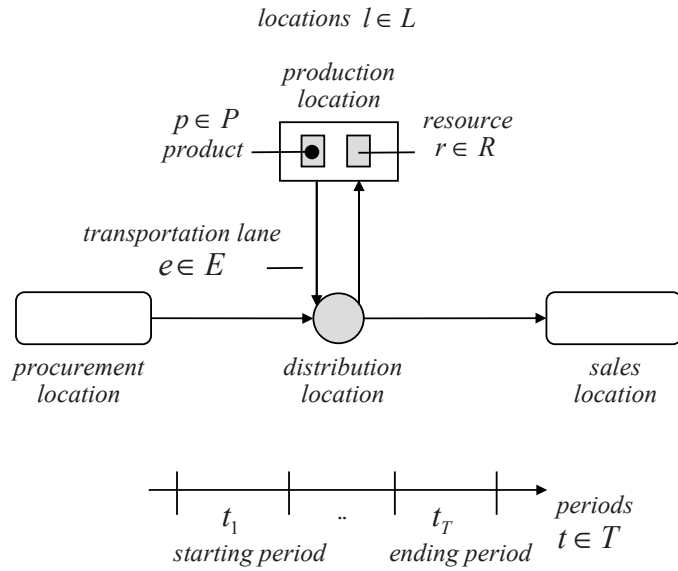 locations l ∈ L
production
location
p ∈ P
product
resource
r ∈ R
transportation lane
e ∈ E
procurement
location
distribution
location
sales
location
t₁
..
t_T
periods
t ∈ T
starting period
ending period